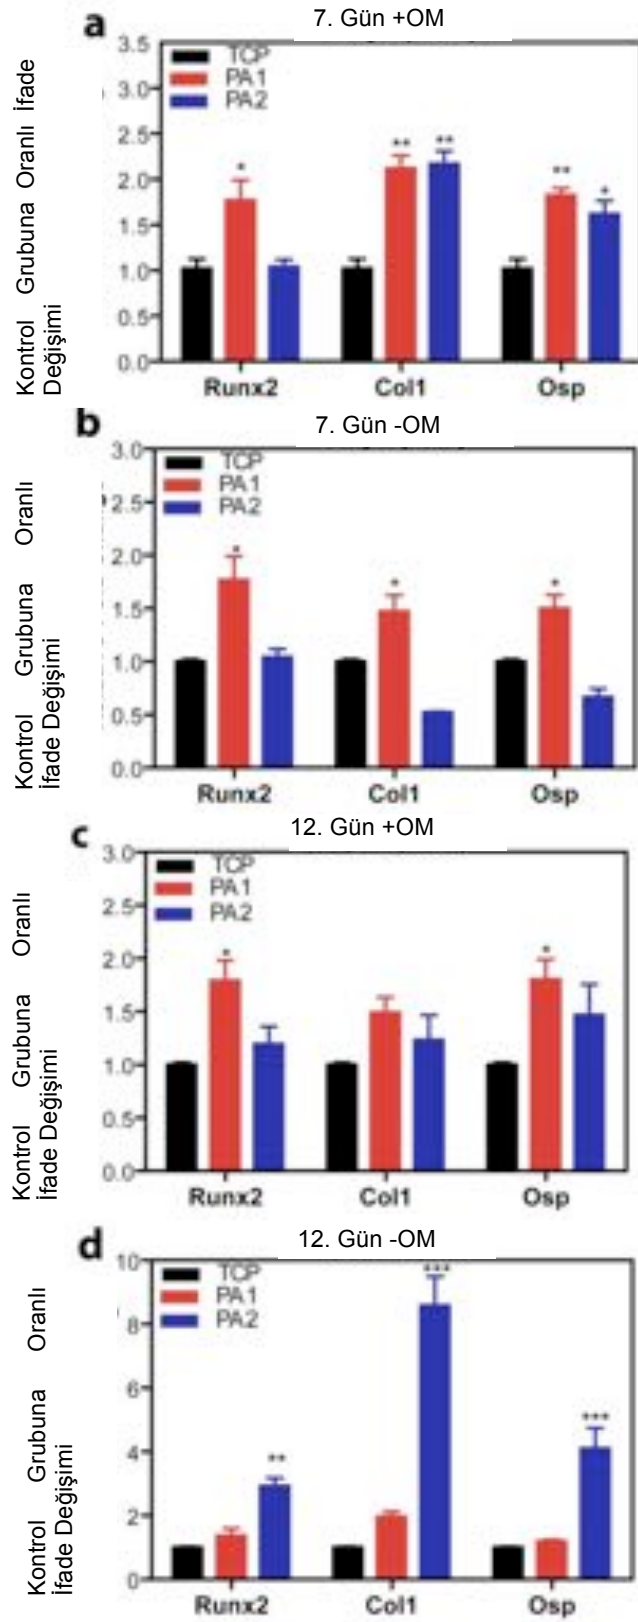 a
7. Gün +OM
Kontrol Grubuna Oranlı İfade
Değişimi
3.5
3.0
2.5
2.0
1.5
1.0
0.5
0.0
TCP
PA1
PA2
* ** ** ** *
Runx2 Col1 Osp
b
7. Gün -OM
Kontrol Grubuna Oranlı
İfade Değişimi
3.0
2.5
2.0
1.5
1.0
0.5
0.0
TCP
PA1
PA2
* * *
Runx2 Col1 Osp
c
12. Gün +OM
Kontrol Grubuna Oranlı
İfade Değişimi
3.0
2.5
2.0
1.5
1.0
0.5
0.0
TCP
PA1
PA2
* *
Runx2 Col1 Osp
d
12. Gün -OM
Kontrol Grubuna Oranlı
İfade Değişimi
10
8
6
4
2
0
TCP
PA1
PA2
** *** ***
Runx2 Col1 Osp